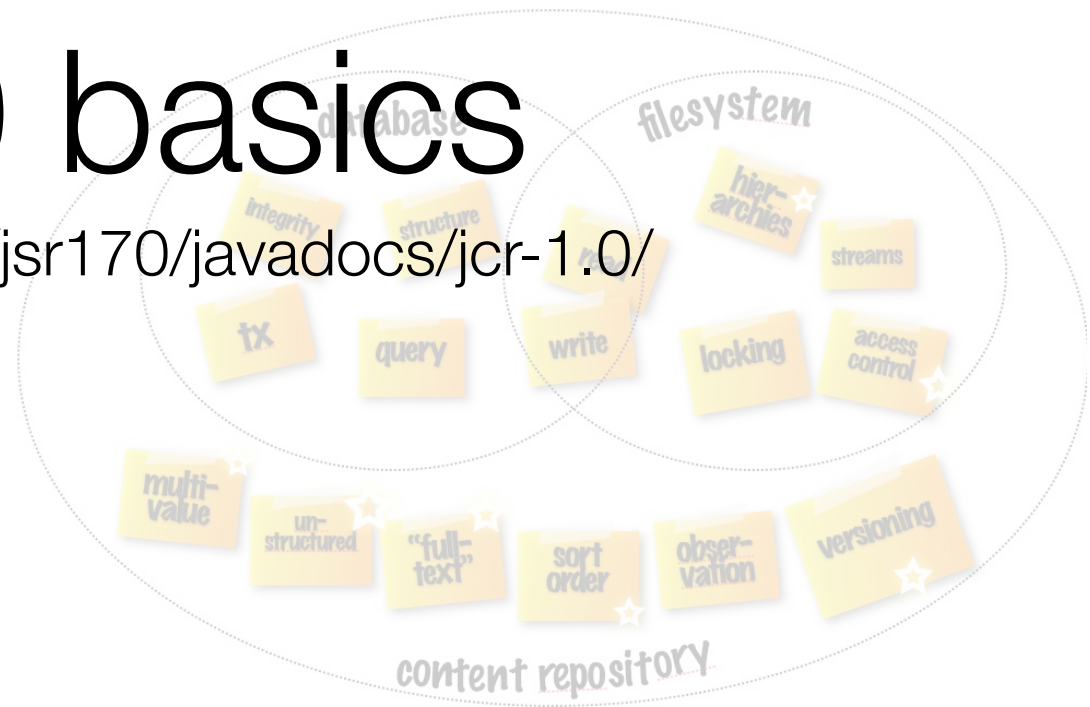 basics
jsr170/javadocs/jcr-1.0/
database
filesystem
integrity
structure
read
hier-
archies
streams
tx
query
write
locking
access
control
multi-
value
un-
structured
“full-
text”
sort
order
obser-
vation
versioning
content repository